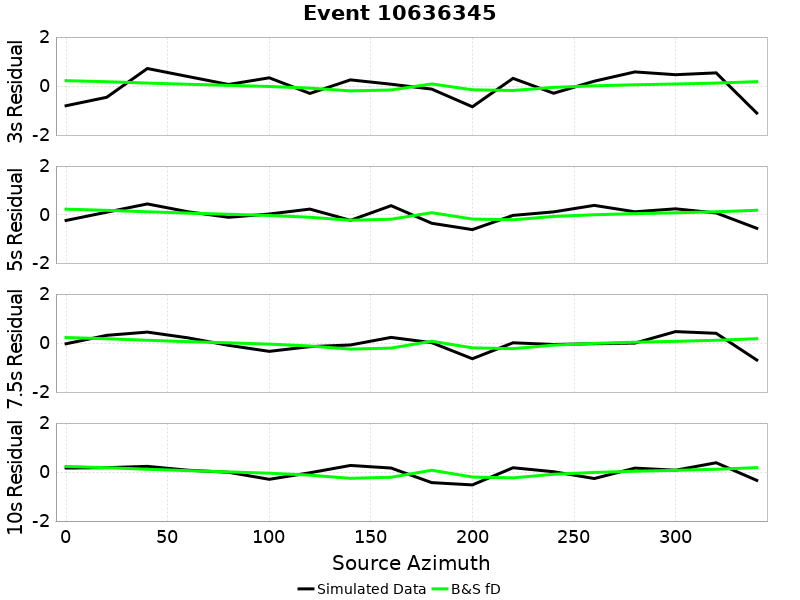 Event 10636345
3s Residual
2
0
-2
5s Residual
2
0
-2
7.5s Residual
2
0
-2
10s Residual
2
0
-2
0 50 100 150 200 250 300
Source Azimuth
Simulated Data B&S fD